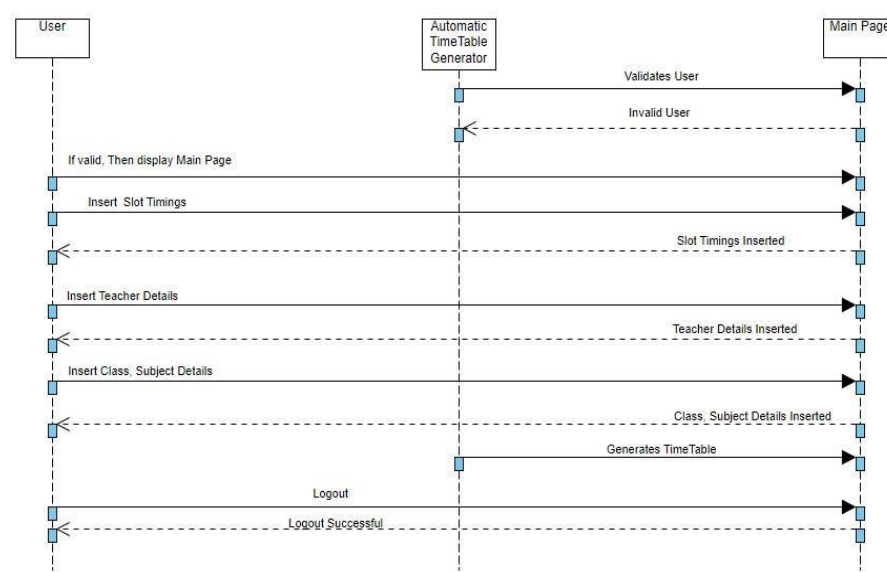 User
Automatic
TimeTable
Generator
Main Page
Validates User
Invalid User
If valid, Then display Main Page
Insert Slot Timings
Slot Timings Inserted
Insert Teacher Details
Teacher Details Inserted
Insert Class, Subject Details
Class, Subject Details Inserted
Generates TimeTable
Logout
Logout Successful